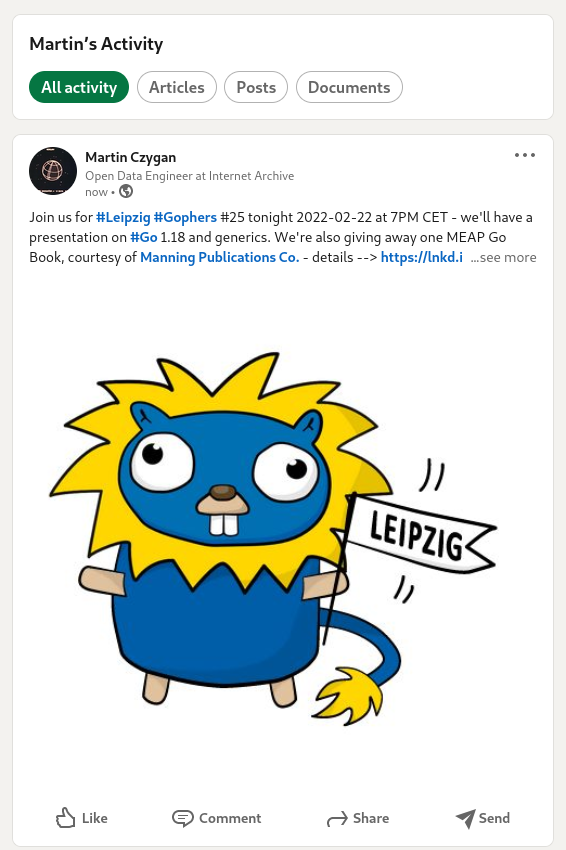 Martin’s Activity
All activity
Articles
Posts
Documents
Martin Czygan
Open Data Engineer at Internet Archive
now •
Join us for #Leipzig #Gophers #25 tonight 2022-02-22 at 7PM CET - we'll have a
presentation on #Go 1.18 and generics. We're also giving away one MEAP Go
Book, courtesy of Manning Publications Co. - details --> https://lnkd.i ...see more
LEIPZIG
Like
Comment
Share
Send